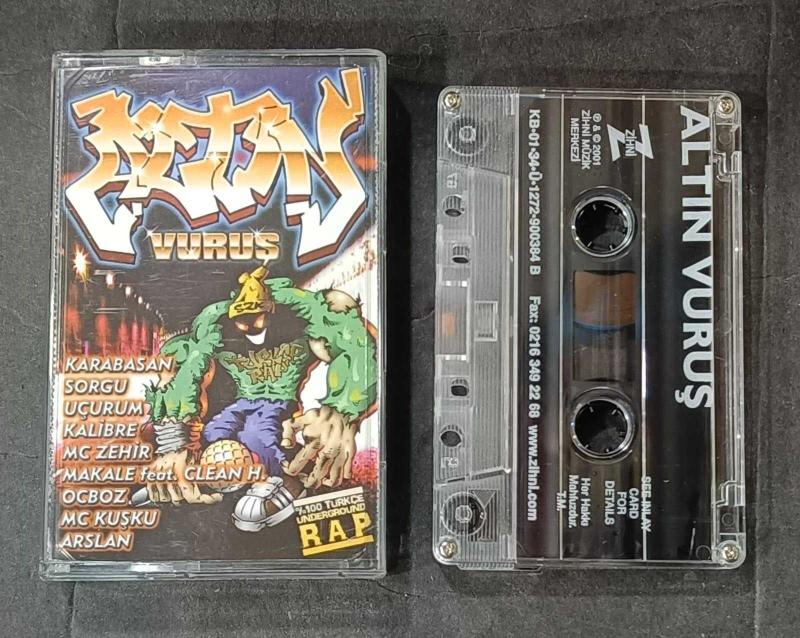 ALTIN
VURUŞ
SZK
KARABASAN
SORGU
UÇURUM
KALİBRE
MC ZEHİR
MAKALE feat. CLEAN H.
OCBOZ
MC KUŞKU
ARSLAN
%100 TÜRKÇE
UNDERGROUND
RAP
ALTIN VURUŞ
ZİHNİ
℗ & © 2001
ZİHNİ MÜZİK
MERKEZİ
SEE INLAY
CARD
FOR
DETAILS
Her Hakkı
Mahfuzdur.
T.M.
KB-01-34-Ü-1272-900384 B Fax: 0216 349 22 68 www.zihni.com